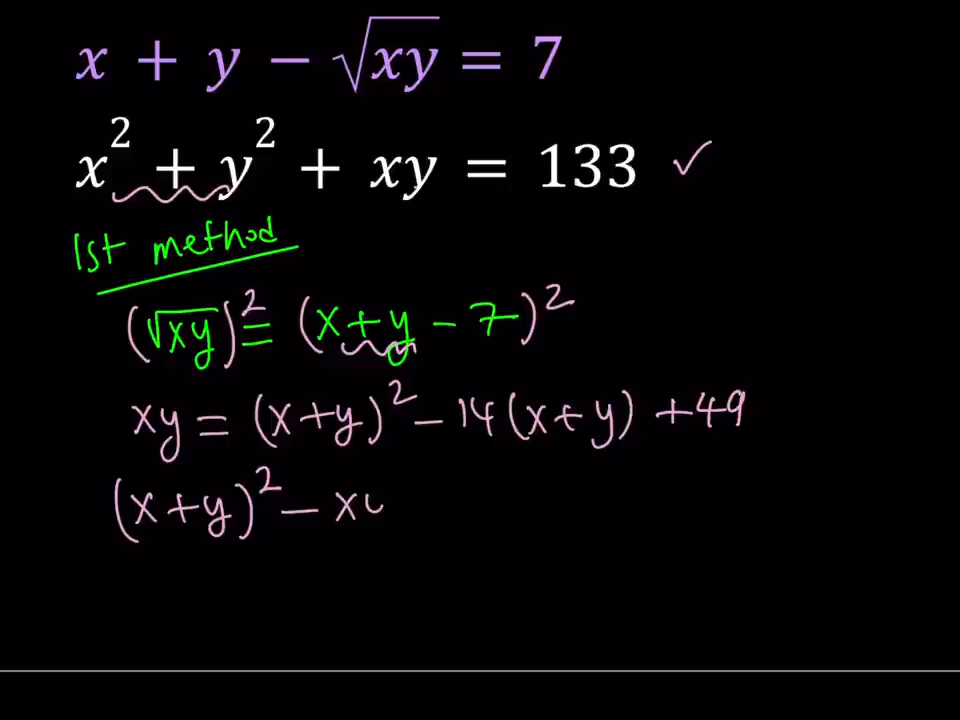 x + y − √xy = 7
x² + y² + xy = 133 ✓
1st method
(√xy)² = (x+y − 7)²
xy = (x+y)² − 14(x+y) + 49
(x+y)² − x